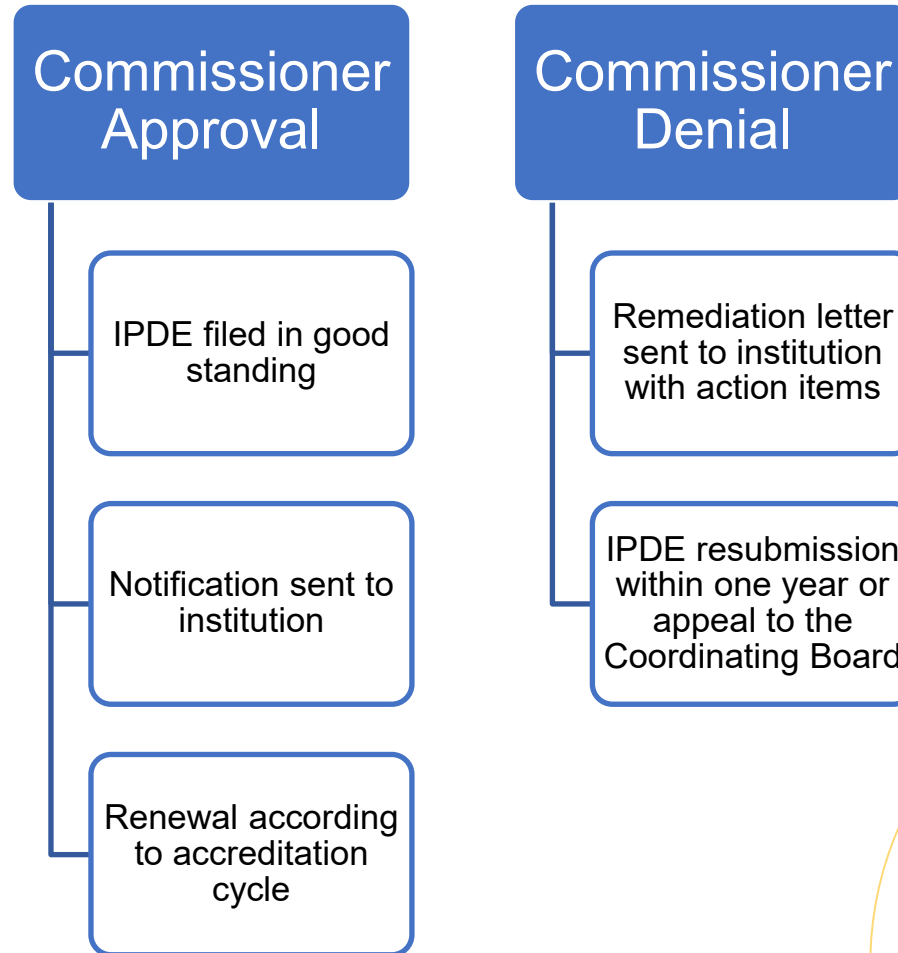 Commissioner
Approval
IPDE filed in good
standing
Notification sent to
institution
Renewal according
to accreditation
cycle
Commissioner
Denial
Remediation letter
sent to institution
with action items
IPDE resubmission
within one year or
appeal to the
Coordinating Board